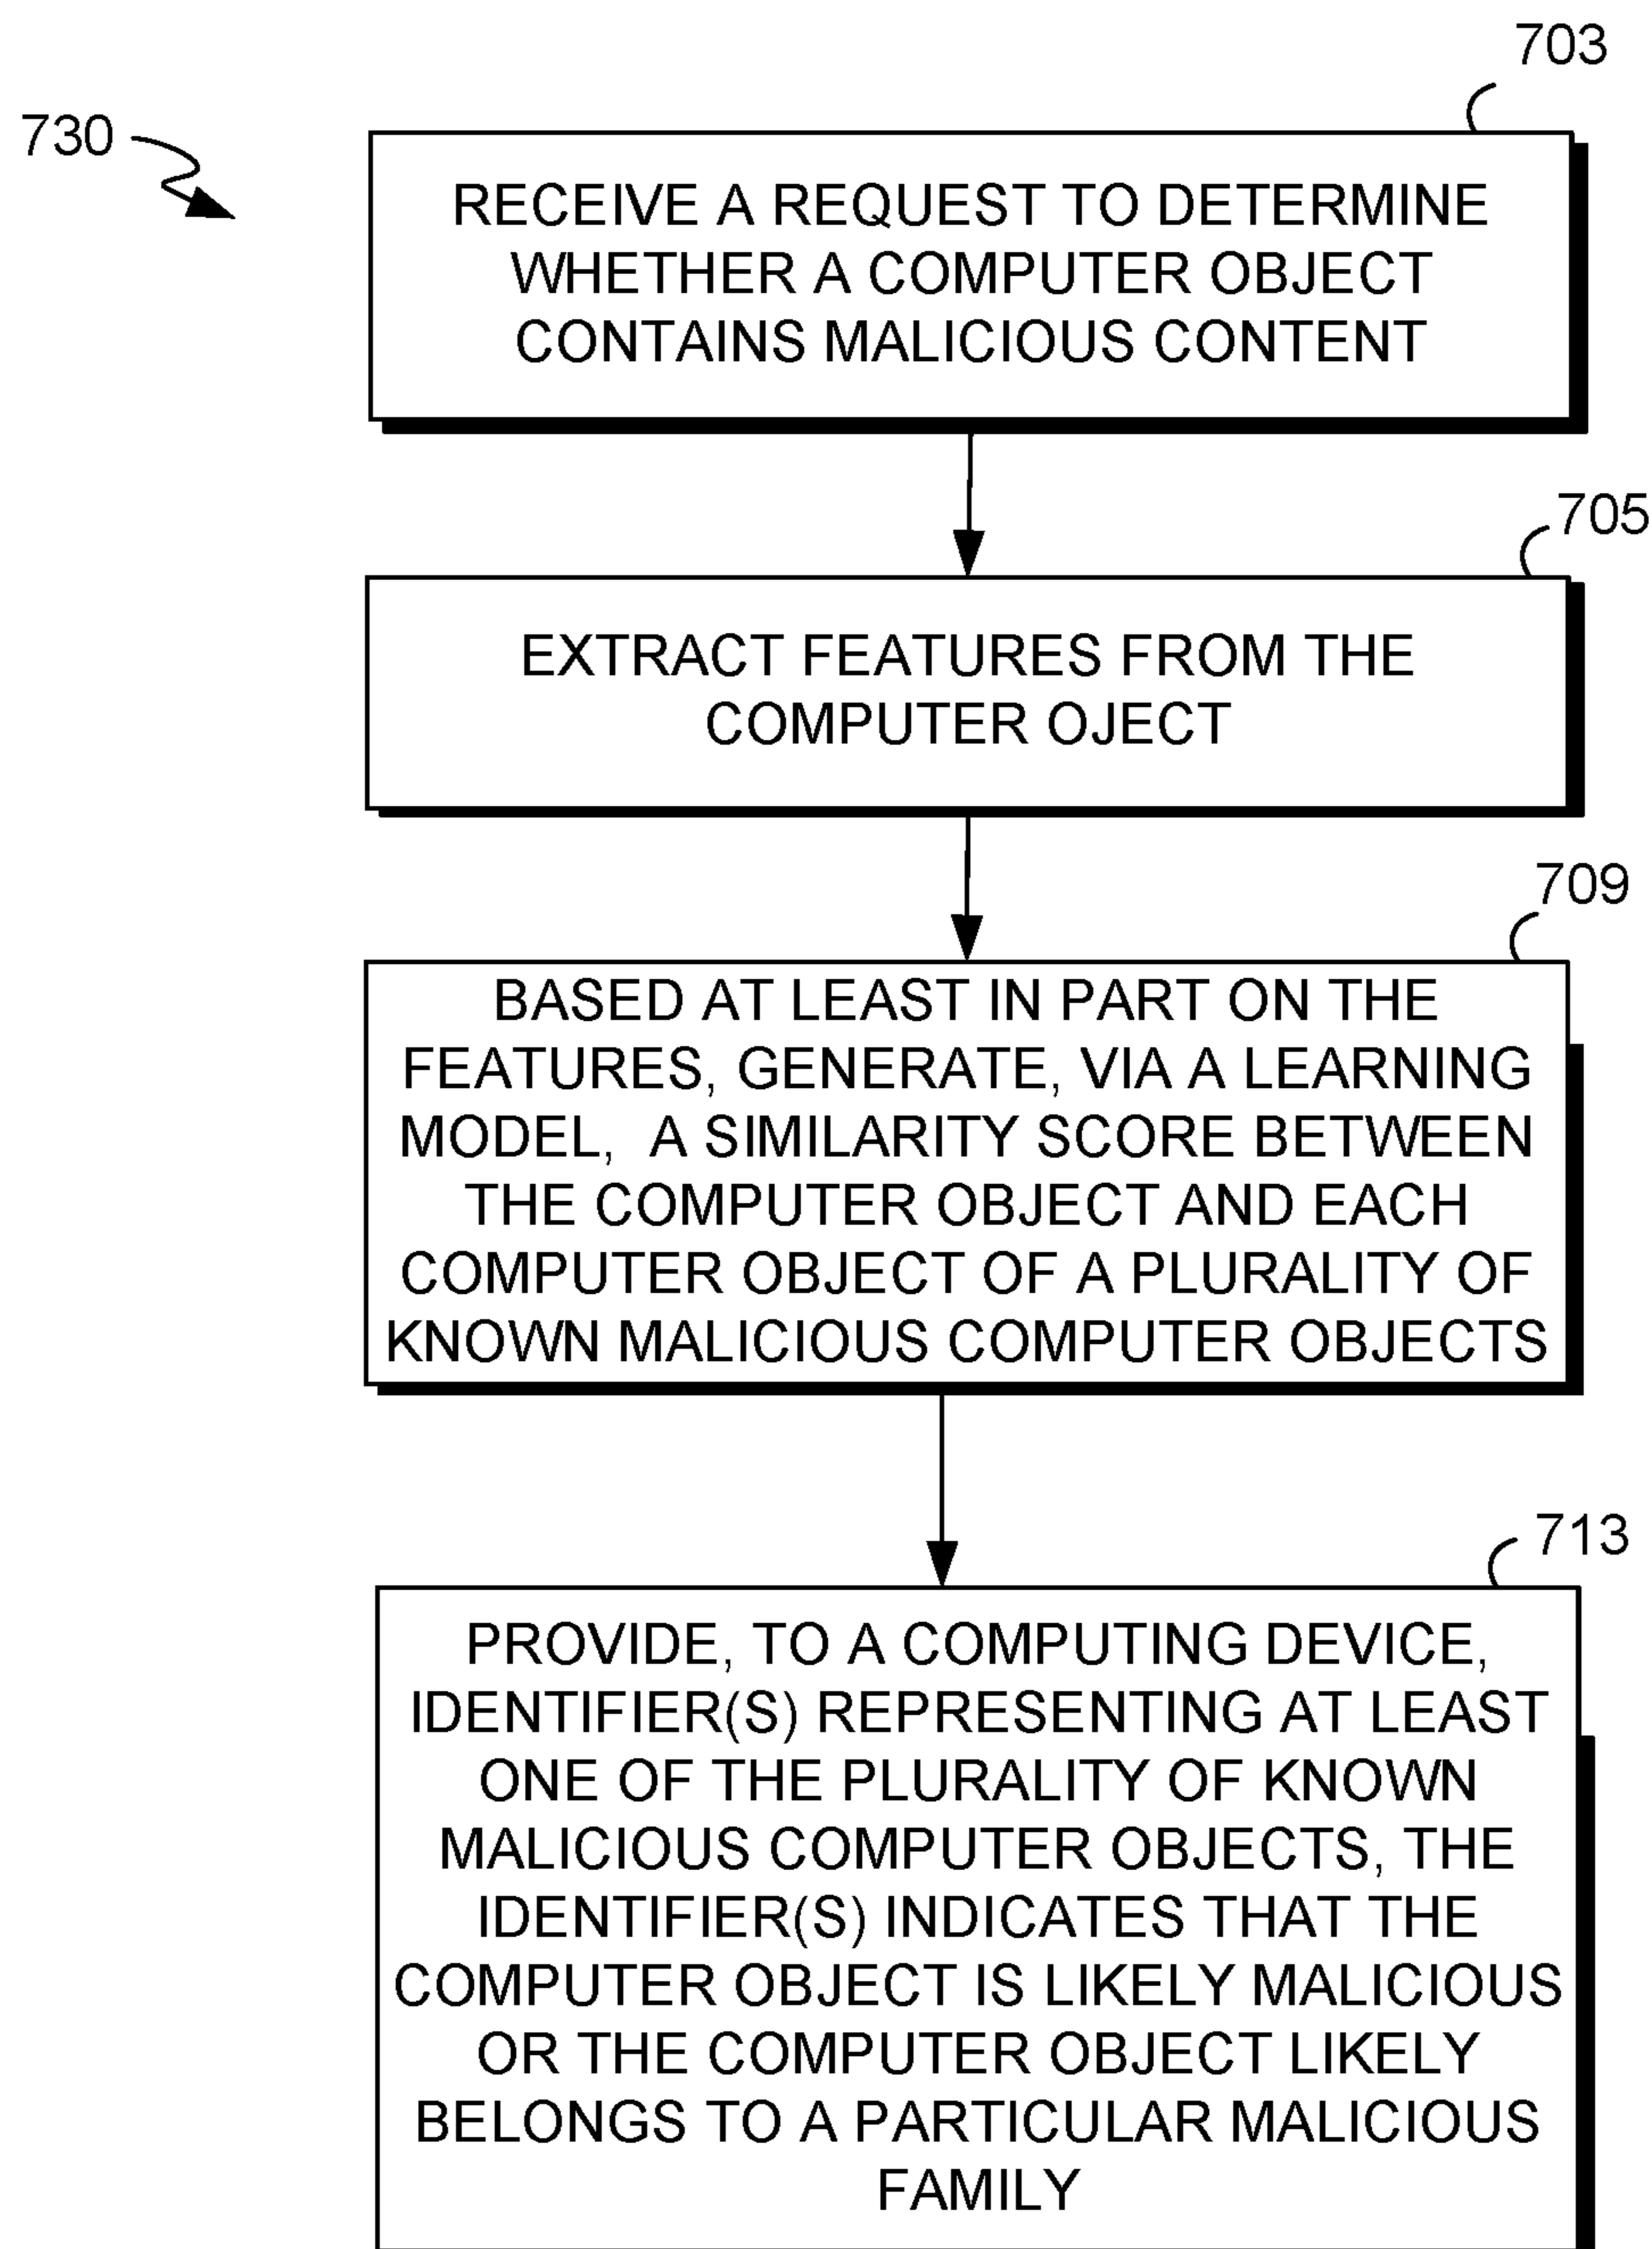 703
730
RECEIVE A REQUEST TO DETERMINE
WHETHER A COMPUTER OBJECT
CONTAINS MALICIOUS CONTENT
705
EXTRACT FEATURES FROM THE
COMPUTER OJECT
709
BASED AT LEAST IN PART ON THE
FEATURES, GENERATE, VIA A LEARNING
MODEL, A SIMILARITY SCORE BETWEEN
THE COMPUTER OBJECT AND EACH
COMPUTER OBJECT OF A PLURALITY OF
KNOWN MALICIOUS COMPUTER OBJECTS
713
PROVIDE, TO A COMPUTING DEVICE,
IDENTIFIER(S) REPRESENTING AT LEAST
ONE OF THE PLURALITY OF KNOWN
MALICIOUS COMPUTER OBJECTS, THE
IDENTIFIER(S) INDICATES THAT THE
COMPUTER OBJECT IS LIKELY MALICIOUS
OR THE COMPUTER OBJECT LIKELY
BELONGS TO A PARTICULAR MALICIOUS
FAMILY